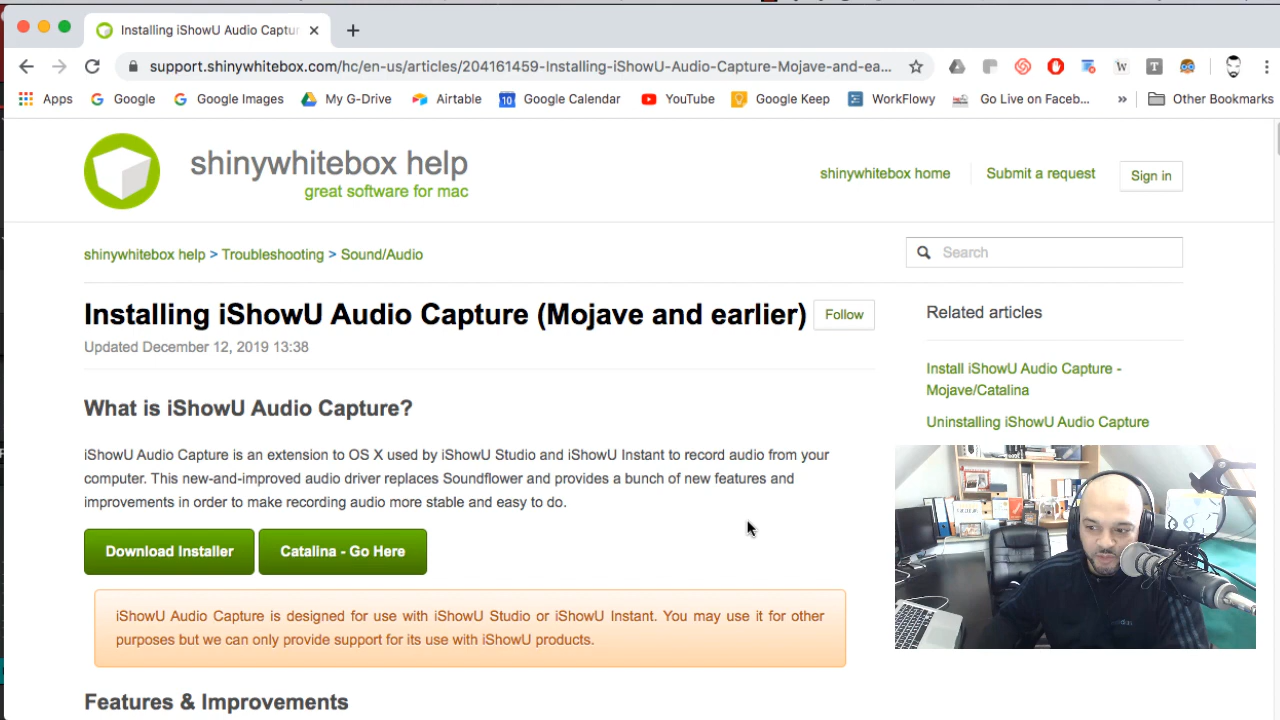 Installing iShowU Audio Captur
support.shinywhitebox.com/hc/en-us/articles/204161459-Installing-iShowU-Audio-Capture-Mojave-and-ea...
Apps Google Google Images My G-Drive Airtable 10 Google Calendar YouTube Google Keep WorkFlowy Go Live on Faceb... » Other Bookmarks
shinywhitebox help
great software for mac
shinywhitebox home Submit a request Sign in
shinywhitebox help > Troubleshooting > Sound/Audio
Search
Installing iShowU Audio Capture (Mojave and earlier) Follow
Updated December 12, 2019 13:38
What is iShowU Audio Capture?
iShowU Audio Capture is an extension to OS X used by iShowU Studio and iShowU Instant to record audio from your
computer. This new-and-improved audio driver replaces Soundflower and provides a bunch of new features and
improvements in order to make recording audio more stable and easy to do.
Download Installer Catalina - Go Here
iShowU Audio Capture is designed for use with iShowU Studio or iShowU Instant. You may use it for other
purposes but we can only provide support for its use with iShowU products.
Features & Improvements
Related articles
Install iShowU Audio Capture -
Mojave/Catalina
Uninstalling iShowU Audio Capture